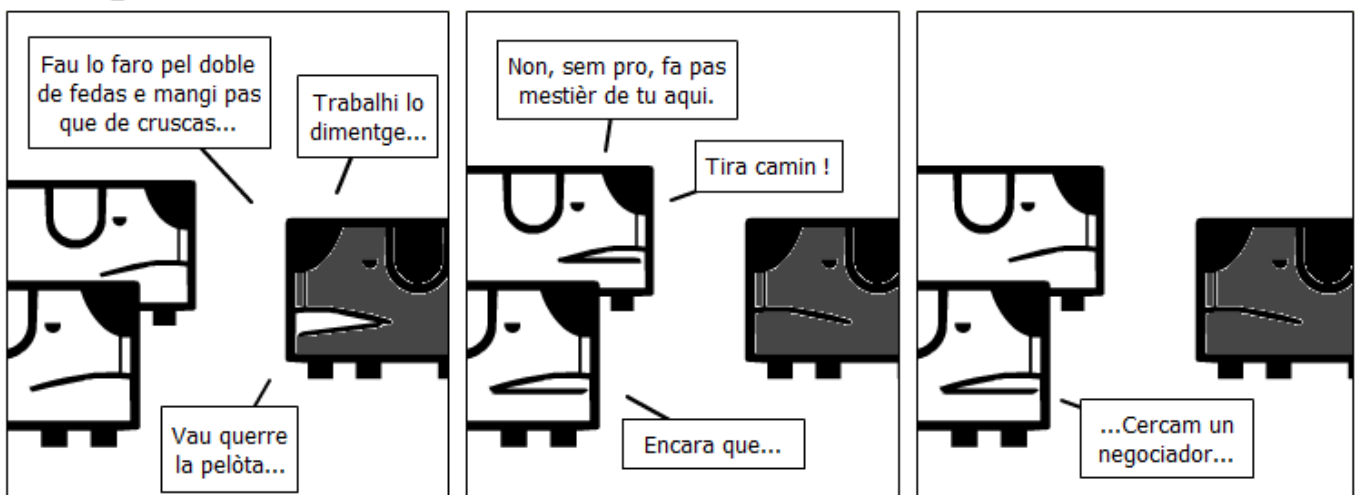 Fau lo faro pel doble
de fedas e mangi pas
que de cruscas...
Trabalhi lo
dimentge...
Vau querre
la pelòta...
Non, sem pro, fa pas
mestièr de tu aqui.
Tira camin !
Encara que...
...Cercam un
negociador...